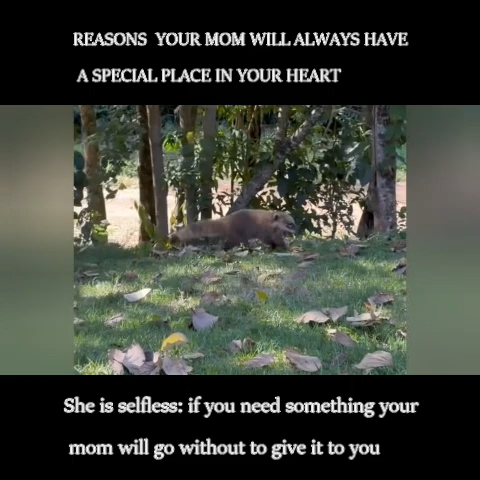 REASONS YOUR MOM WILL ALWAYS HAVE
A SPECIAL PLACE IN YOUR HEART
She is selfless: if you need something your
mom will go without to give it to you